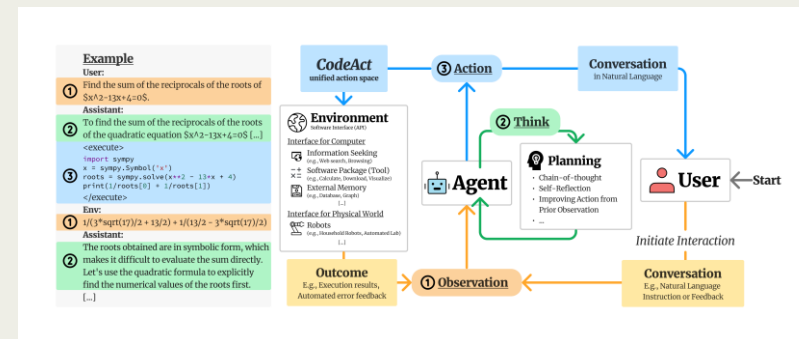 Example
User:
① Find the sum of the reciprocals of the roots of
$x^2-13x+4=0$.
Assistant:
② To find the sum of the reciprocals of the roots
of the quadratic equation $x^2-13x+4=0$ [...]
<execute>
③ import sympy
x = sympy.Symbol('x')
roots = sympy.solve(x**2 - 13*x + 4)
print(1/roots[0] + 1/roots[1])
</execute>
Env:
① 1/(3*sqrt(17)/2 + 13/2) + 1/(13/2 - 3*sqrt(17)/2)
Assistant:
② The roots obtained are in symbolic form, which
makes it difficult to evaluate the sum directly.
Let's use the quadratic formula to explicitly
find the numerical values of the roots first.
[...]
CodeAct
unified action space
③ Action
Conversation
in Natural Language
Environment
Software Interface (API)
Interface for Computer
Information Seeking
(e.g., Web search, Browsing)
Software Package (Tool)
(e.g., Calculate, Download, Visualize)
External Memory
(e.g., Database, Graph)
[...]
Interface for Physical World
Robots
(e.g., Household Robots, Automated Lab)
[...]
② Think
Agent
Planning
· Chain-of-thought
· Self-Reflection
· Improving Action from
Prior Observation
· ...
User
Start
Initiate Interaction
Outcome
E.g., Execution results,
Automated error feedback
① Observation
Conversation
E.g., Natural Language
Instruction or Feedback